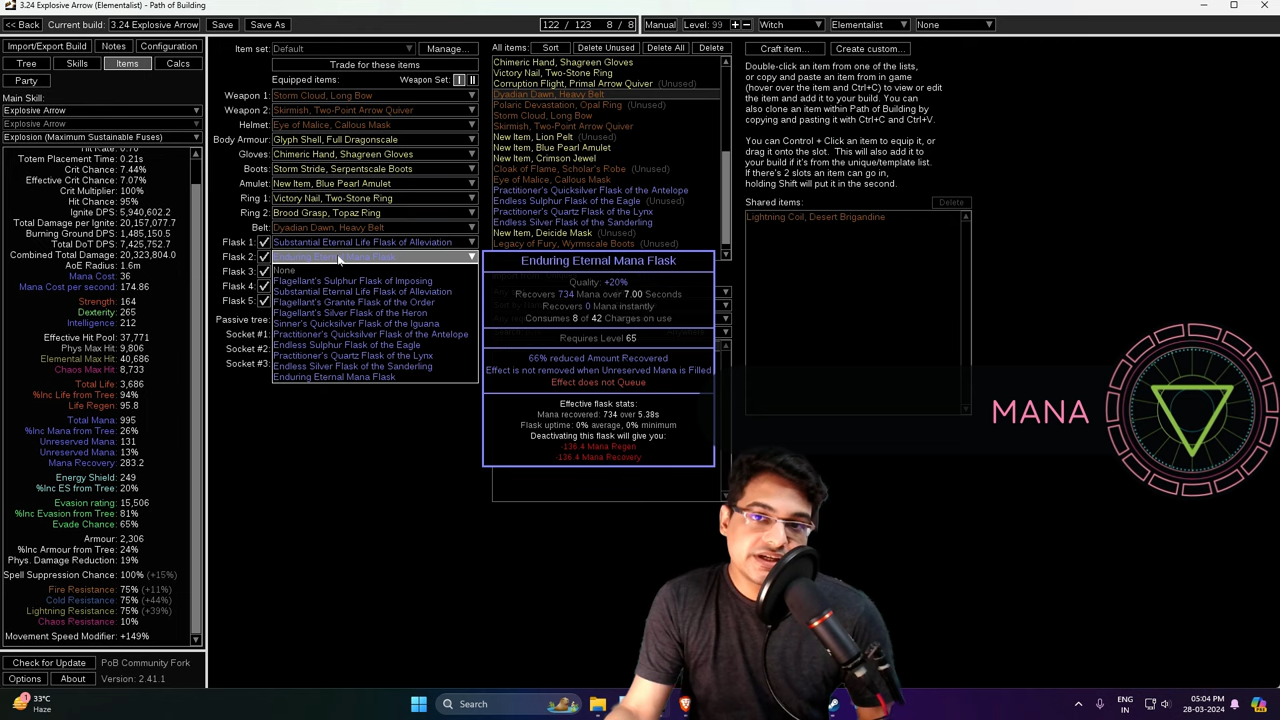 3.24 Explosive Arrow (Elementalist) - Path of Building
<< Back
Current build: 3.24 Explosive Arrow
Save
Save As
122 / 123 8 / 8
Manual
Level: 99
Witch
Elementalist
None
Import/Export Build
Notes
Configuration
Tree
Skills
Items
Calcs
Party
Main Skill:
Explosive Arrow
Explosive Arrow
Explosion (Maximum Sustainable Fuses)
Hit Rate: 0.70
Totem Placement Time: 0.21s
Crit Chance: 7.44%
Effective Crit Chance: 7.07%
Crit Multiplier: 100%
Hit Chance: 95%
Ignite DPS: 5,940,602.2
Total Damage per Ignite: 20,157,077.7
Burning Ground DPS: 1,485,150.5
Total DoT DPS: 7,425,752.7
Combined Total Damage: 20,323,804.0
AoE Radius: 1.6m
Mana Cost: 36
Mana Cost per second: 174.86
Strength: 164
Dexterity: 265
Intelligence: 212
Effective Hit Pool: 37,771
Phys Max Hit: 9,806
Elemental Max Hit: 40,686
Chaos Max Hit: 8,733
Total Life: 3,686
%Inc Life from Tree: 94%
Life Regen: 95.8
Total Mana: 995
%Inc Mana from Tree: 26%
Unreserved Mana: 131
Unreserved Mana: 13%
Mana Recovery: 283.2
Energy Shield: 249
%Inc ES from Tree: 20%
Evasion rating: 15,506
%Inc Evasion from Tree: 81%
Evade Chance: 65%
Armour: 2,306
%Inc Armour from Tree: 24%
Phys. Damage Reduction: 19%
Spell Suppression Chance: 100% (+15%)
Fire Resistance: 75% (+11%)
Cold Resistance: 75% (+44%)
Lightning Resistance: 75% (+39%)
Chaos Resistance: 10%
Movement Speed Modifier: +149%
Check for Update
PoB Community Fork
Options
About
Version: 2.41.1
Item set: Default
Manage...
Trade for these items
Equipped items:
Weapon Set: I II
Weapon 1: Storm Cloud, Long Bow
Weapon 2: Skirmish, Two-Point Arrow Quiver
Helmet: Eye of Malice, Callous Mask
Body Armour: Glyph Shell, Full Dragonscale
Gloves: Chimeric Hand, Shagreen Gloves
Boots: Storm Stride, Serpentscale Boots
Amulet: New Item, Blue Pearl Amulet
Ring 1: Victory Nail, Two-Stone Ring
Ring 2: Brood Grasp, Topaz Ring
Belt: Dyadian Dawn, Heavy Belt
Flask 1: Substantial Eternal Life Flask of Alleviation
Flask 2: Enduring Eternal Mana Flask
Flask 3:
Flask 4:
Flask 5:
Passive tree:
Socket #1:
Socket #2:
Socket #3:
None
Flagellant's Sulphur Flask of Imposing
Substantial Eternal Life Flask of Alleviation
Flagellant's Granite Flask of the Order
Flagellant's Silver Flask of the Heron
Sinner's Quicksilver Flask of the Iguana
Practitioner's Quicksilver Flask of the Antelope
Endless Sulphur Flask of the Eagle
Practitioner's Quartz Flask of the Lynx
Endless Silver Flask of the Sanderling
Enduring Eternal Mana Flask
All items:
Sort
Delete Unused
Delete All
Delete
Chimeric Hand, Shagreen Gloves
Victory Nail, Two-Stone Ring
Corruption Flight, Primal Arrow Quiver (Unused)
Dyadian Dawn, Heavy Belt
Polaric Devastation, Opal Ring (Unused)
Storm Cloud, Long Bow
Skirmish, Two-Point Arrow Quiver
New Item, Lion Pelt (Unused)
New Item, Blue Pearl Amulet
New Item, Crimson Jewel
Cloak of Flame, Scholar's Robe (Unused)
Eye of Malice, Callous Mask
Practitioner's Quicksilver Flask of the Antelope
Endless Sulphur Flask of the Eagle
Practitioner's Quartz Flask of the Lynx
Endless Silver Flask of the Sanderling
New Item, Deicide Mask (Unused)
Legacy of Fury, Wyrmscale Boots (Unused)
Enduring Eternal Mana Flask
Quality: +20%
Recovers 734 Mana over 7.00 Seconds
Recovers 0 Mana instantly
Consumes 8 of 42 Charges on use
Requires Level 65
66% reduced Amount Recovered
Effect is not removed when Unreserved Mana is Filled
Effect does not Queue
Effective flask stats:
Mana recovered: 734 over 5.38s
Flask uptime: 0% average, 0% minimum
Deactivating this flask will give you:
-136.4 Mana Regen
-136.4 Mana Recovery
Craft item...
Create custom...
Double-click an item from one of the lists,
or copy and paste an item from in game
(hover over the item and Ctrl+C) to view or edit
the item and add it to your build. You can
also clone an item within Path of Building by
copying and pasting it with Ctrl+C and Ctrl+V.
You can Control + Click an item to equip it, or
drag it onto the slot. This will also add it to
your build if it's from the unique/template list.
If there's 2 slots an item can go in,
holding Shift will put it in the second.
Shared items:
Delete
Lightning Coil, Desert Brigandine
MANA
33°C
Haze
Search
ENG
IN
05:04 PM
28-03-2024